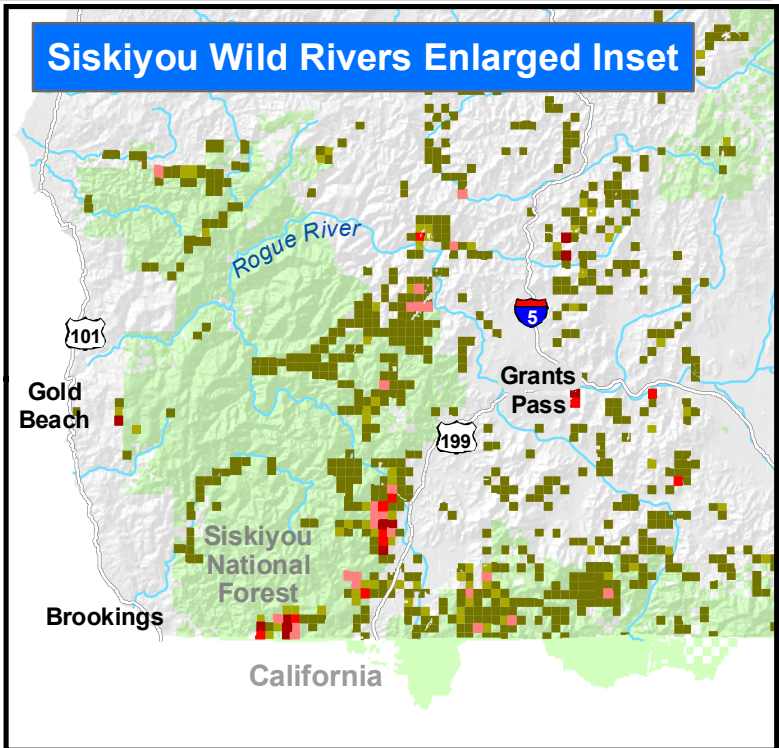 Siskiyou Wild Rivers Enlarged Inset
Rogue River
101
5
Gold
Beach
Grants
Pass
199
Siskiyou
National
Forest
Brookings
California